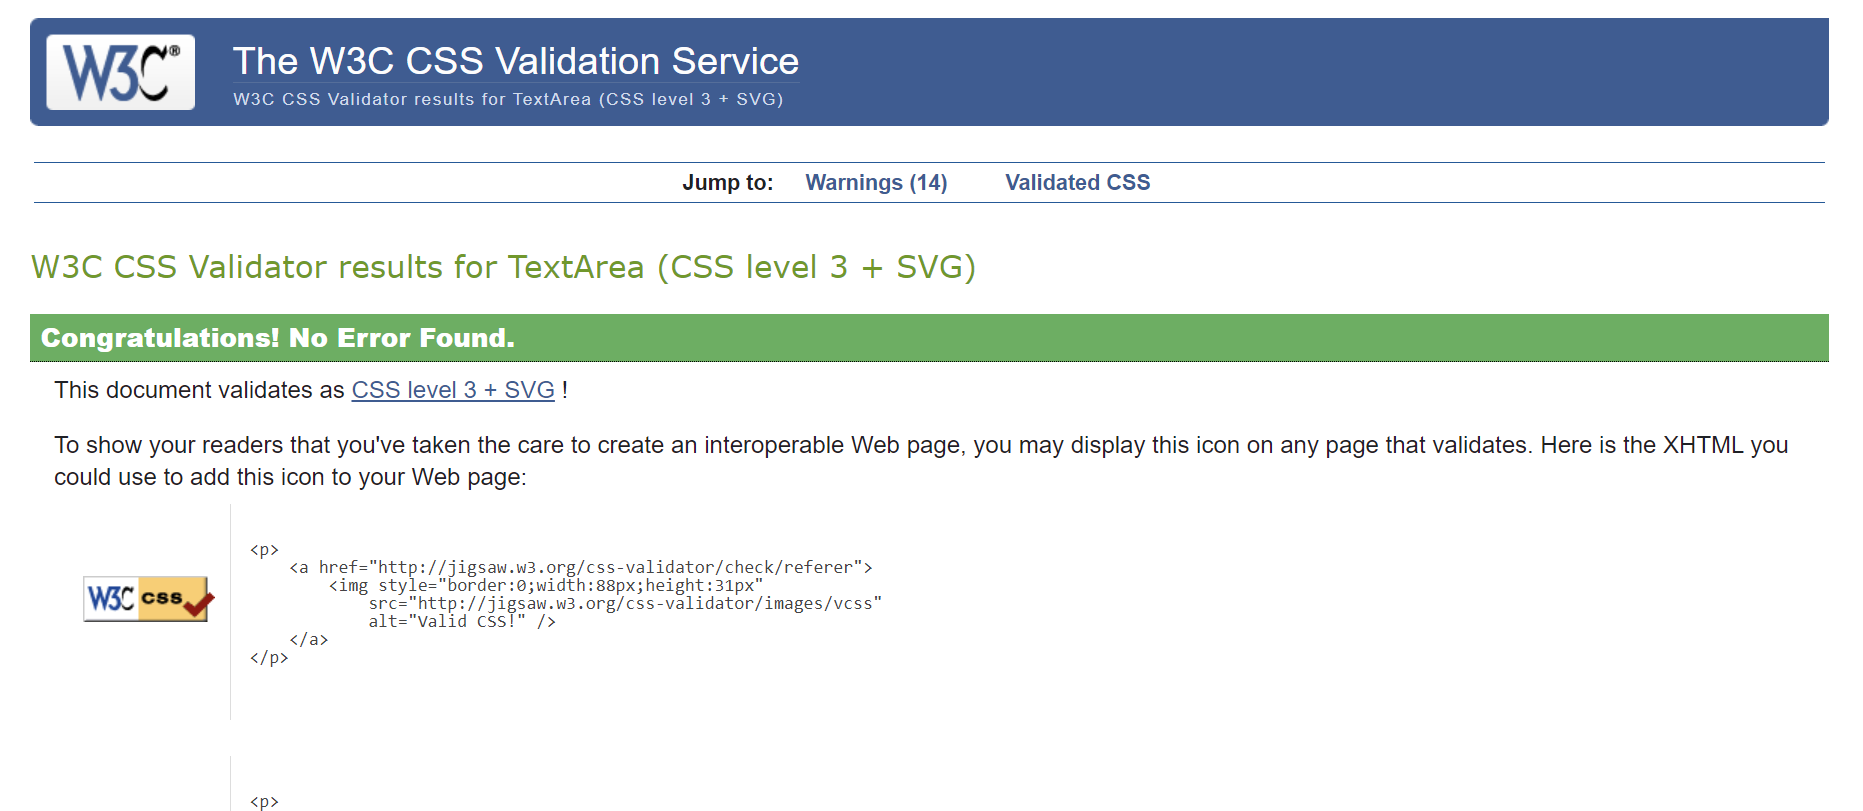 W3C®
The W3C CSS Validation Service
W3C CSS Validator results for TextArea (CSS level 3 + SVG)
Jump to: Warnings (14) Validated CSS
W3C CSS Validator results for TextArea (CSS level 3 + SVG)
Congratulations! No Error Found.
This document validates as CSS level 3 + SVG !
To show your readers that you've taken the care to create an interoperable Web page, you may display this icon on any page that validates. Here is the XHTML you
could use to add this icon to your Web page:
W3C css
<p>
    <a href="http://jigsaw.w3.org/css-validator/check/referer">
        <img style="border:0;width:88px;height:31px"
            src="http://jigsaw.w3.org/css-validator/images/vcss"
            alt="Valid CSS!" />
    </a>
</p>
<p>